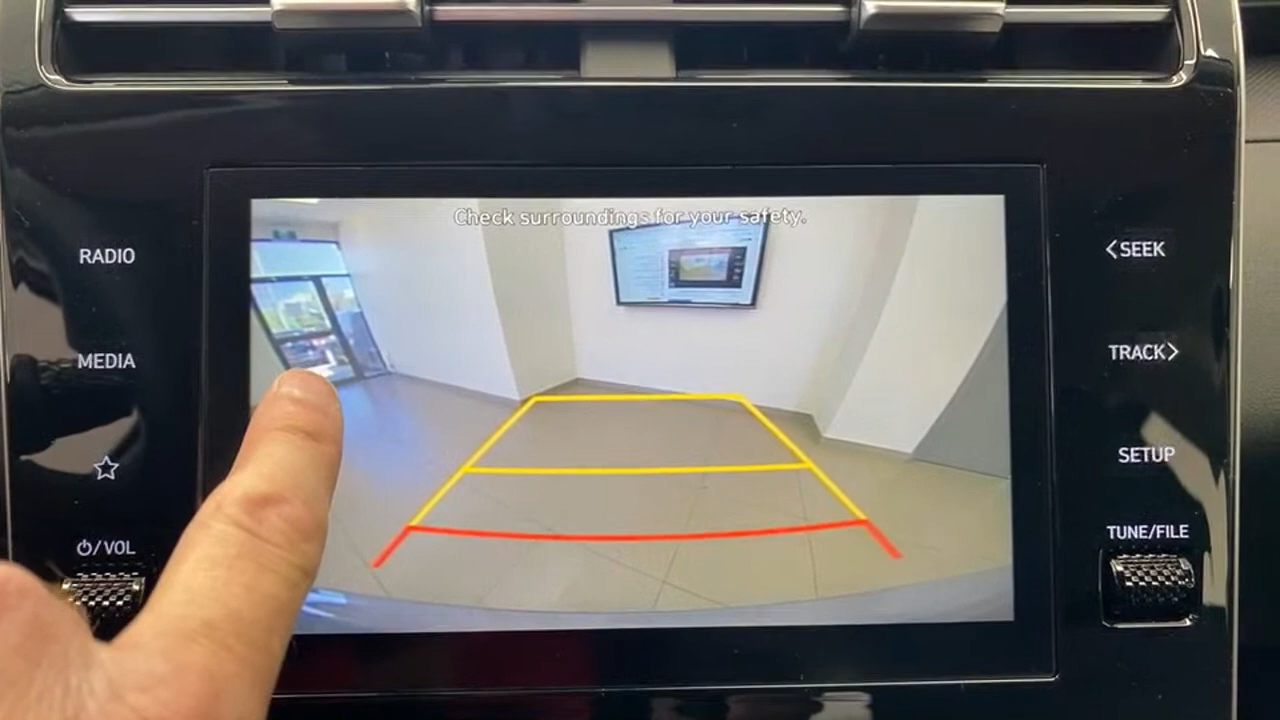 Check surroundings for your safety.
RADIO
MEDIA
/VOL
<SEEK
TRACK>
SETUP
TUNE/FILE